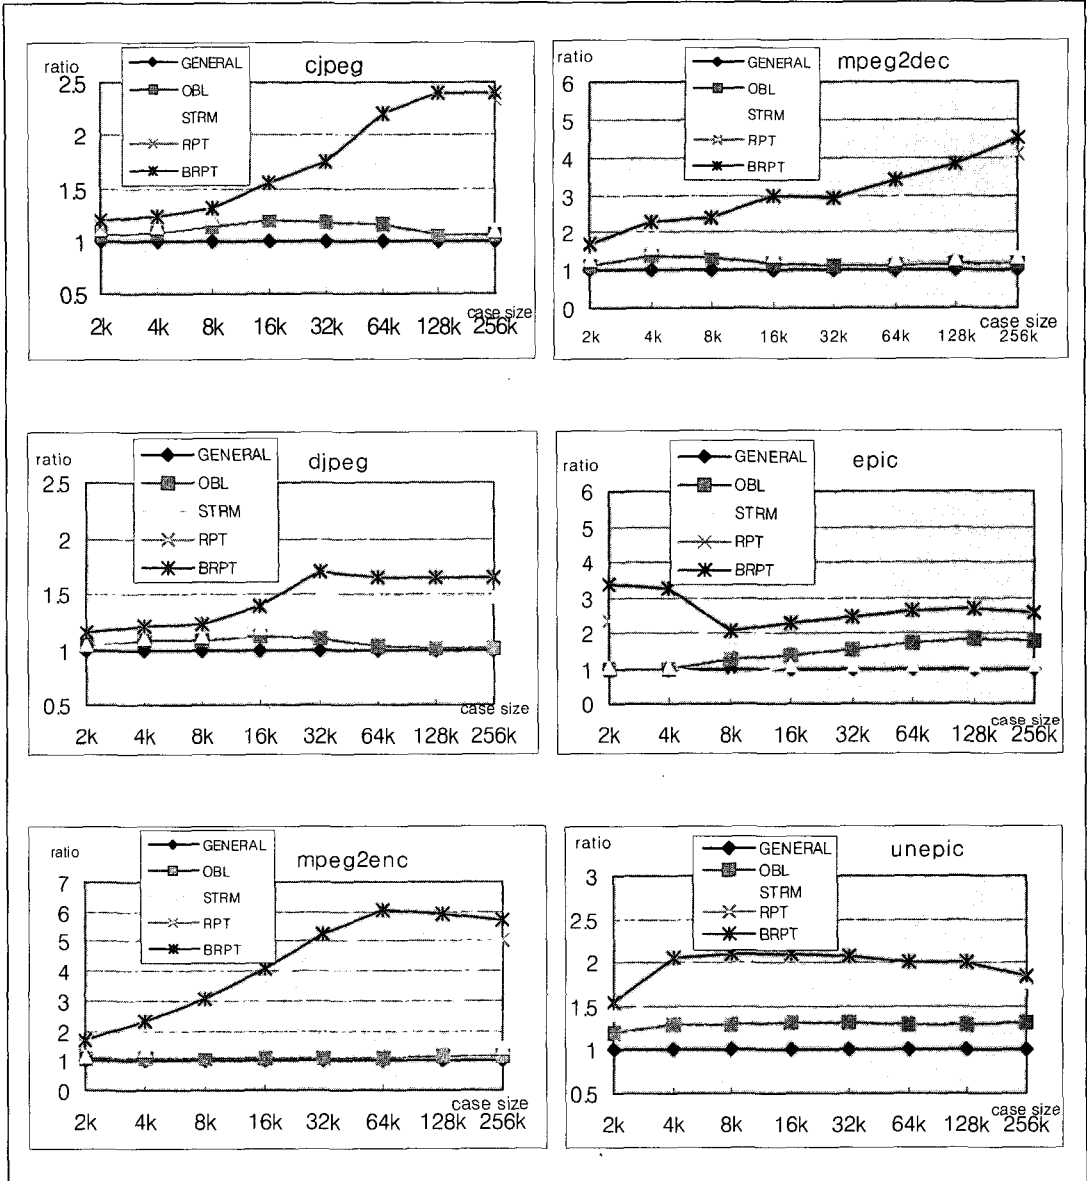 cjpeg
ratio
GENERAL
OBL
STRM
RPT
BRPT
2.5
2
1.5
1
0.5
case size
2k 4k 8k 16k 32k 64k 128k 256k
mpeg2dec
GENERAL
OBL
STRM
RPT
BRPT
6
5
4
3
2
1
0
case size
2k 4k 8k 16k 32k 64k 128k 256k
djpeg
ratio
GENERAL
OBL
STRM
RPT
BRPT
2.5
2
1.5
1
0.5
case size
2k 4k 8k 16k 32k 64k 128k 256k
epic
ratio
GENERAL
OBL
STRM
RPT
BRPT
6
5
4
3
2
1
0
case size
2k 4k 8k 16k 32k 64k 128k 256k
mpeg2enc
ratio
GENERAL
OBL
STRM
RPT
BRPT
7
6
5
4
3
2
1
0
case size
2k 4k 8k 16k 32k 64k 128k 256k
unepic
ratio
GENERAL
OBL
STRM
RPT
BRPT
3
2.5
2
1.5
1
0.5
case size
2k 4k 8k 16k 32k 64k 128k 256k